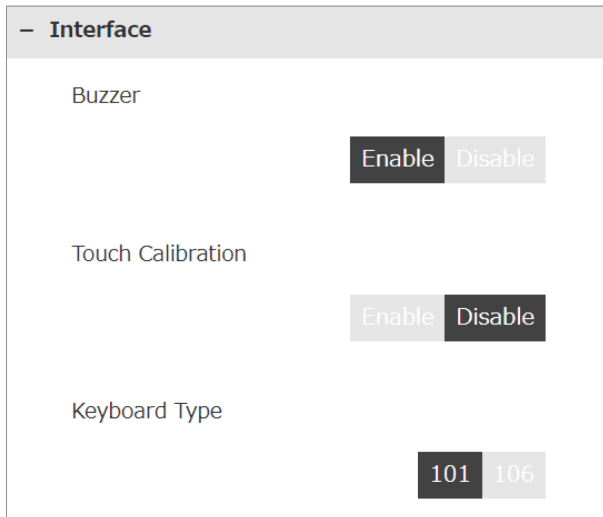 − Interface
Buzzer
Enable Disable
Touch Calibration
Enable Disable
Keyboard Type
101 106